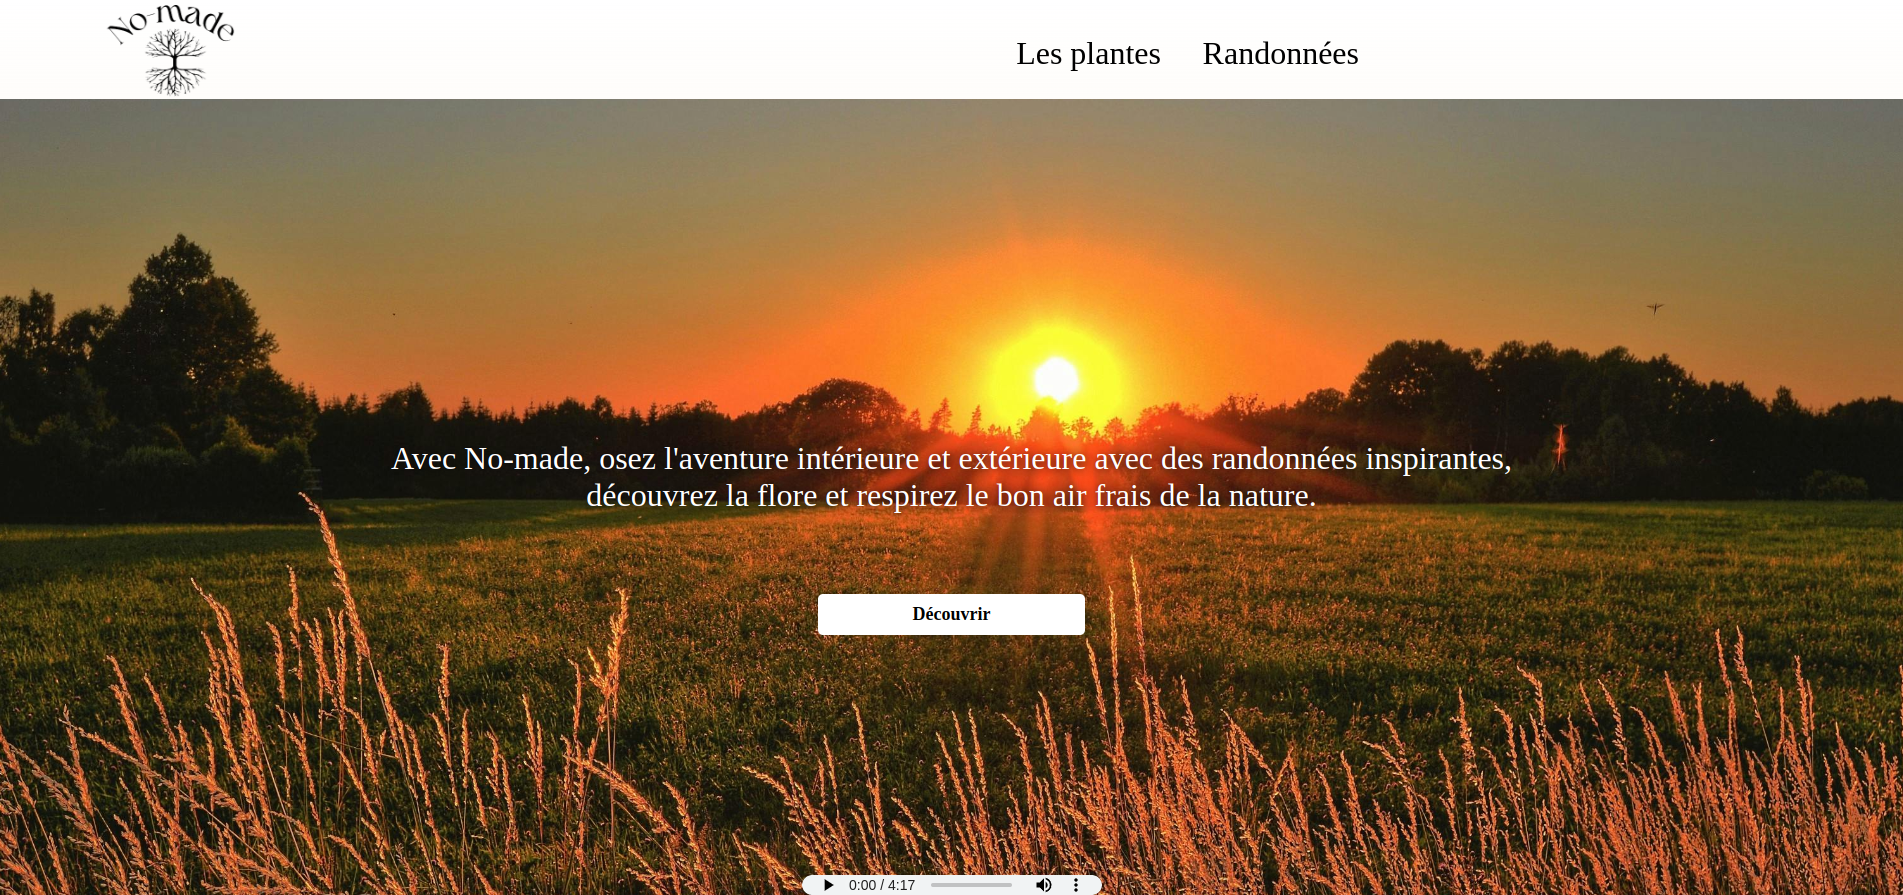 No-made
Les plantes Randonnées
Avec No-made, osez l'aventure intérieure et extérieure avec des randonnées inspirantes,
découvrez la flore et respirez le bon air frais de la nature.
Découvrir
0:00 / 4:17